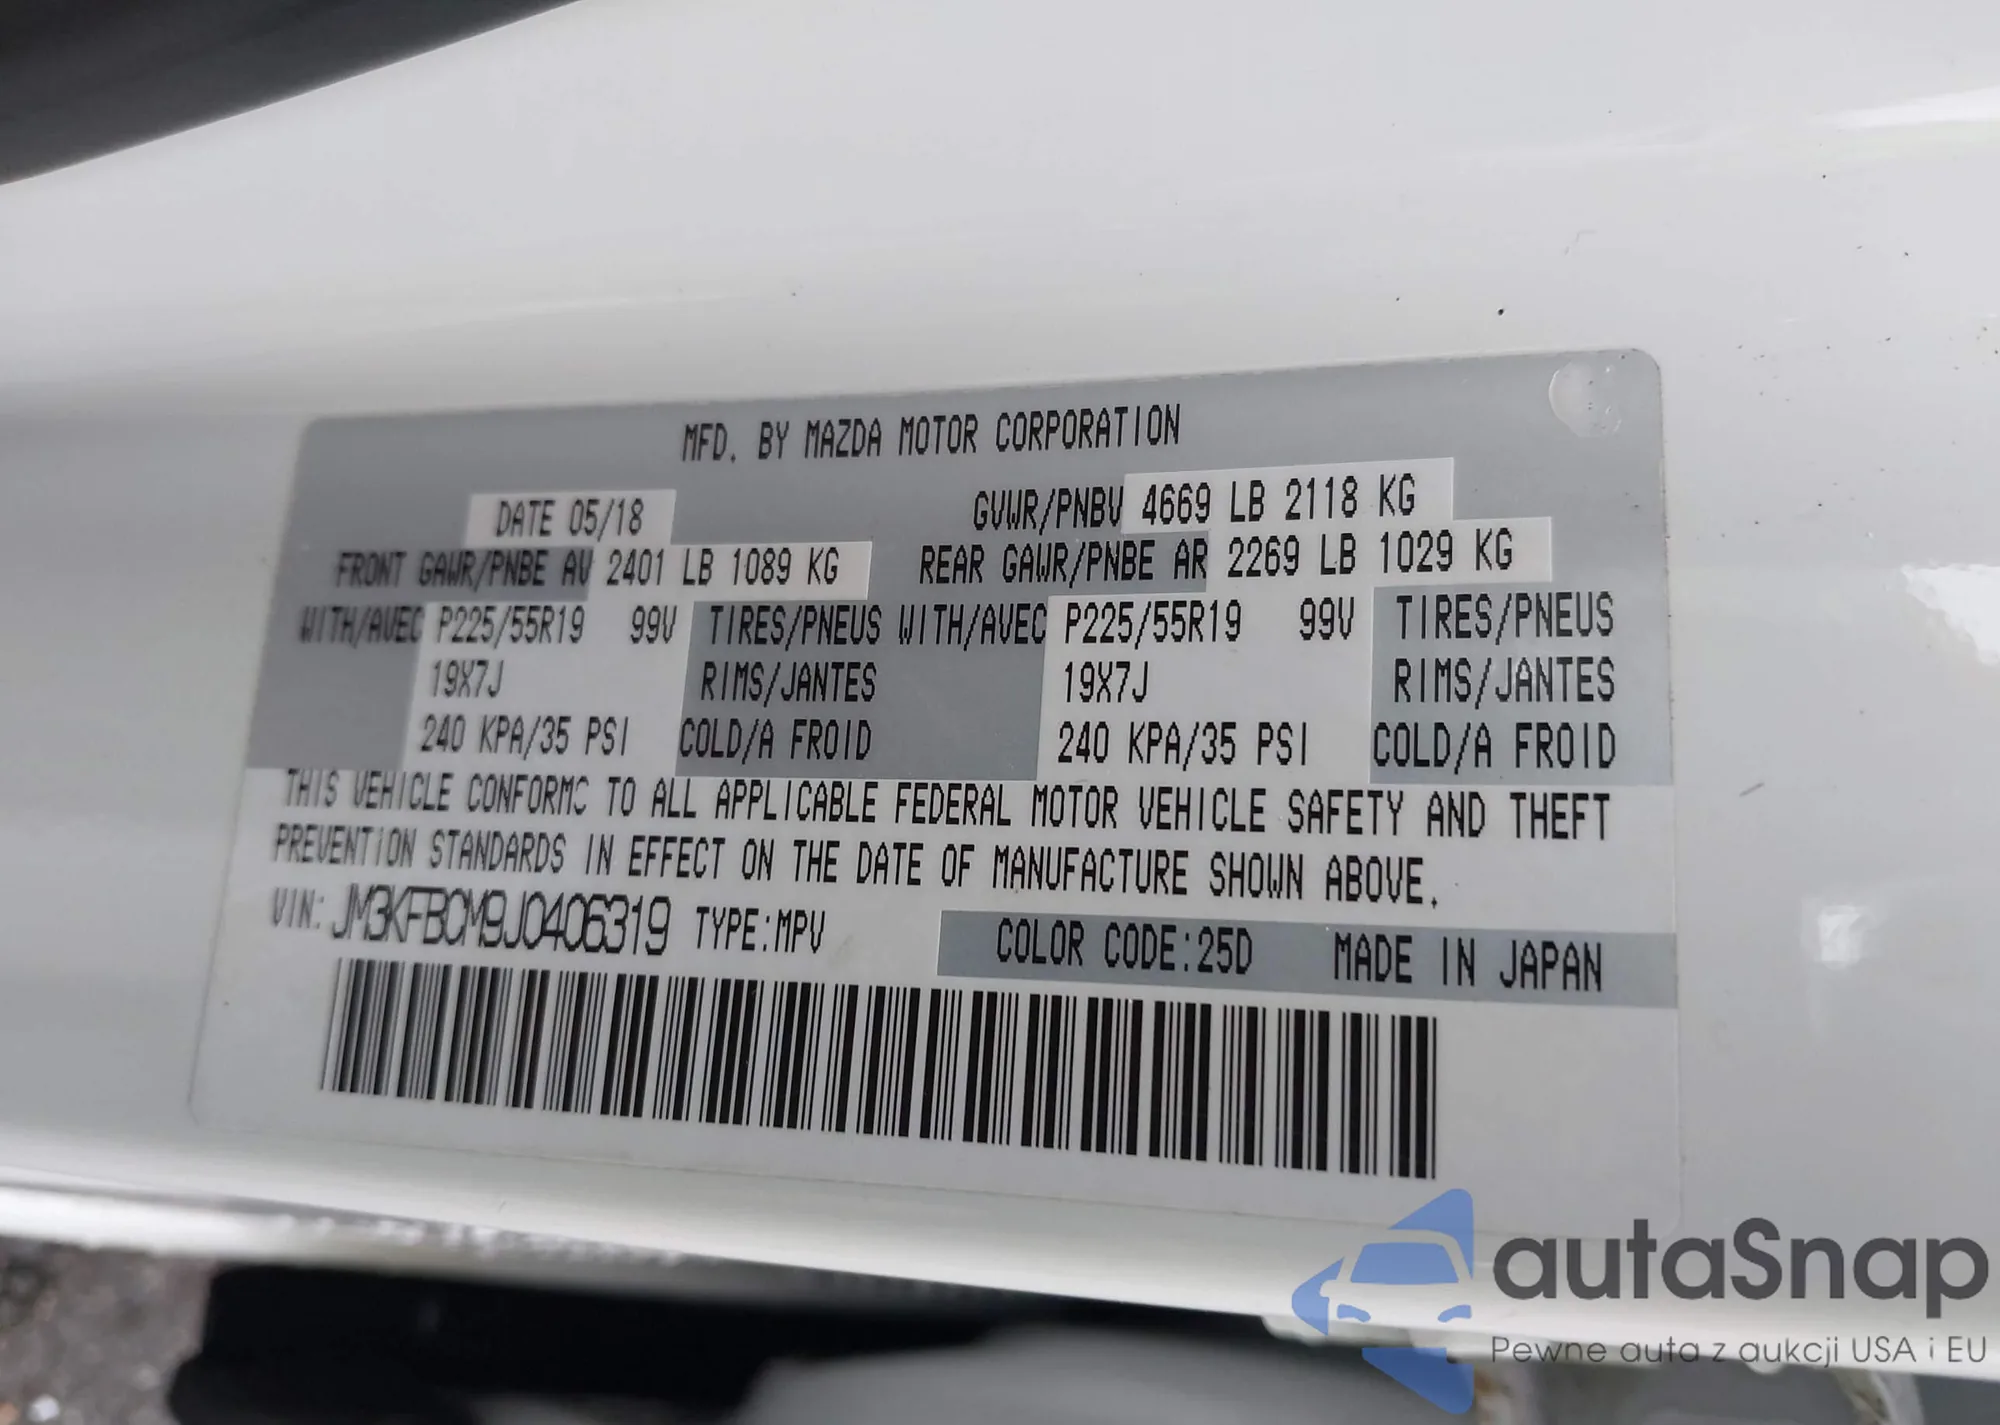 MFD. BY MAZDA MOTOR CORPORATION
DATE 05/18 GVWR/PNBV 4669 LB 2118 KG
FRONT GAWR/PNBE AV 2401 LB 1089 KG REAR GAWR/PNBE AR 2269 LB 1029 KG
WITH/AVEC P225/55R19 99V TIRES/PNEUS WITH/AVEC P225/55R19 99V TIRES/PNEUS
19X7J RIMS/JANTES 19X7J RIMS/JANTES
240 KPA/35 PSI COLD/A FROID 240 KPA/35 PSI COLD/A FROID
THIS VEHICLE CONFORMS TO ALL APPLICABLE FEDERAL MOTOR VEHICLE SAFETY AND THEFT
PREVENTION STANDARDS IN EFFECT ON THE DATE OF MANUFACTURE SHOWN ABOVE.
VIN: JM3KFBCM9J0406319 TYPE:MPV COLOR CODE:25D MADE IN JAPAN
autaSnap
Pewne auta z aukcji USA i EU